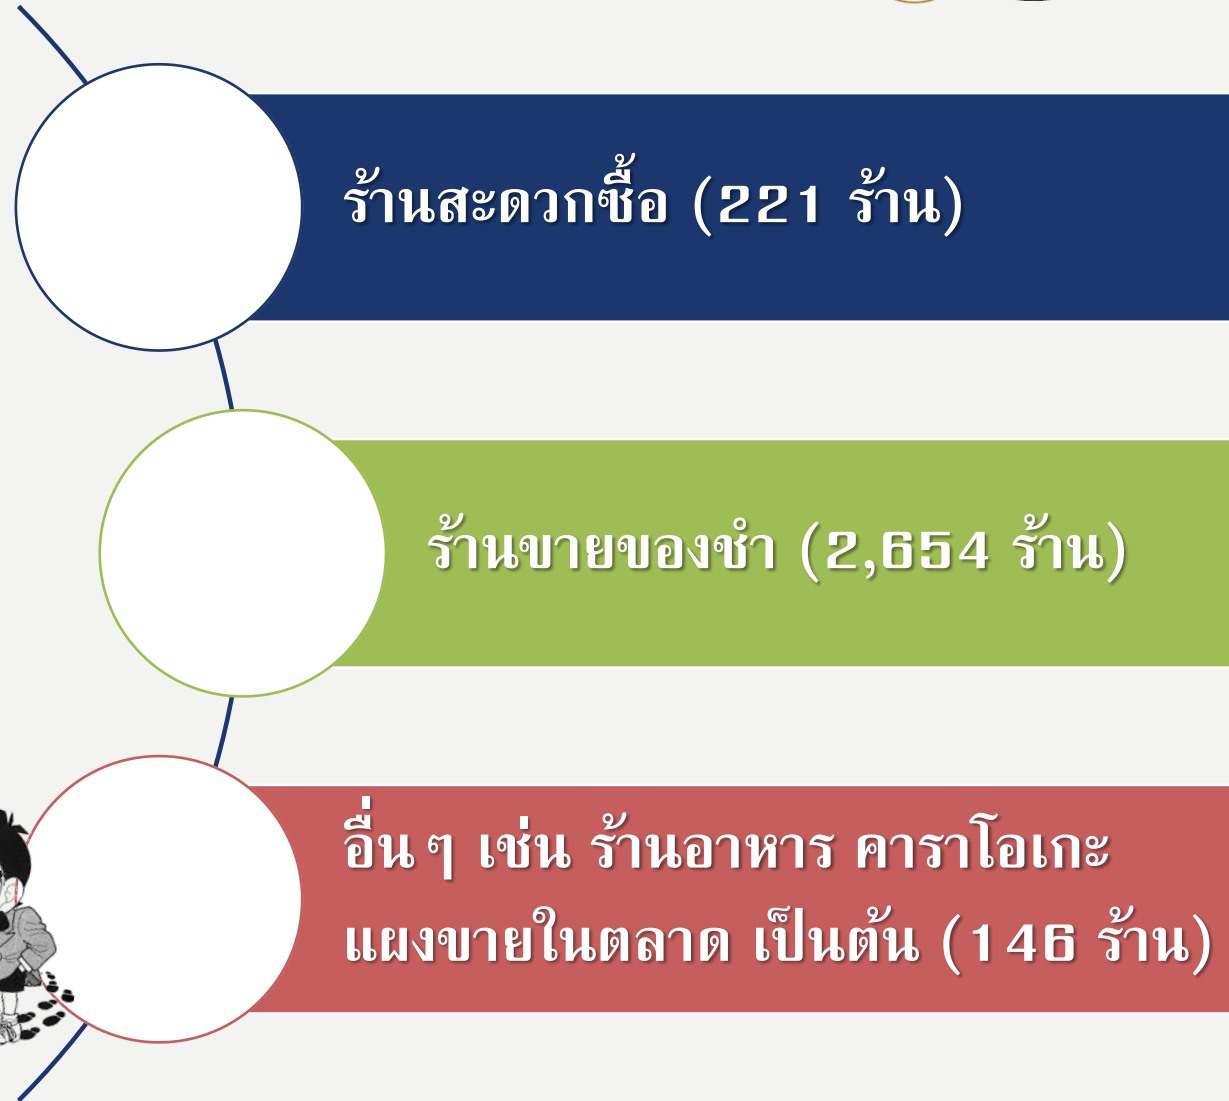 ร้านสะดวกซื้อ (221 ร้าน)
ร้านขายของชำ (2,654 ร้าน)
อื่น ๆ เช่น ร้านอาหาร คาราโอเกะ
แผงขายในตลาด เป็นต้น (146 ร้าน)